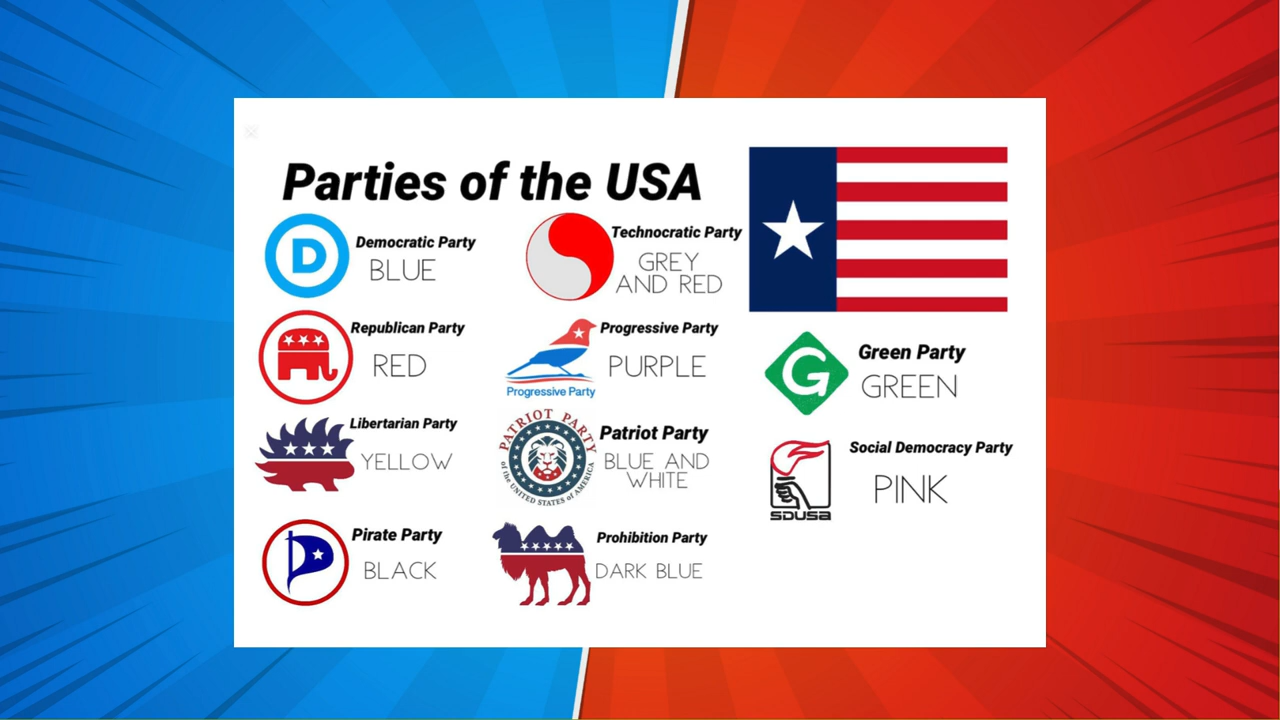 Parties of the USA
D
Democratic Party
BLUE
Technocratic Party
GREY
AND RED
Republican Party
RED
Progressive Party
PURPLE
Progressive Party
Libertarian Party
YELLOW
PATRIOT PARTY
of the UNITED STATES of AMERICA
Patriot Party
BLUE AND
WHITE
Pirate Party
BLACK
Prohibition Party
DARK BLUE
G
Green Party
GREEN
SDUSA
Social Democracy Party
PINK